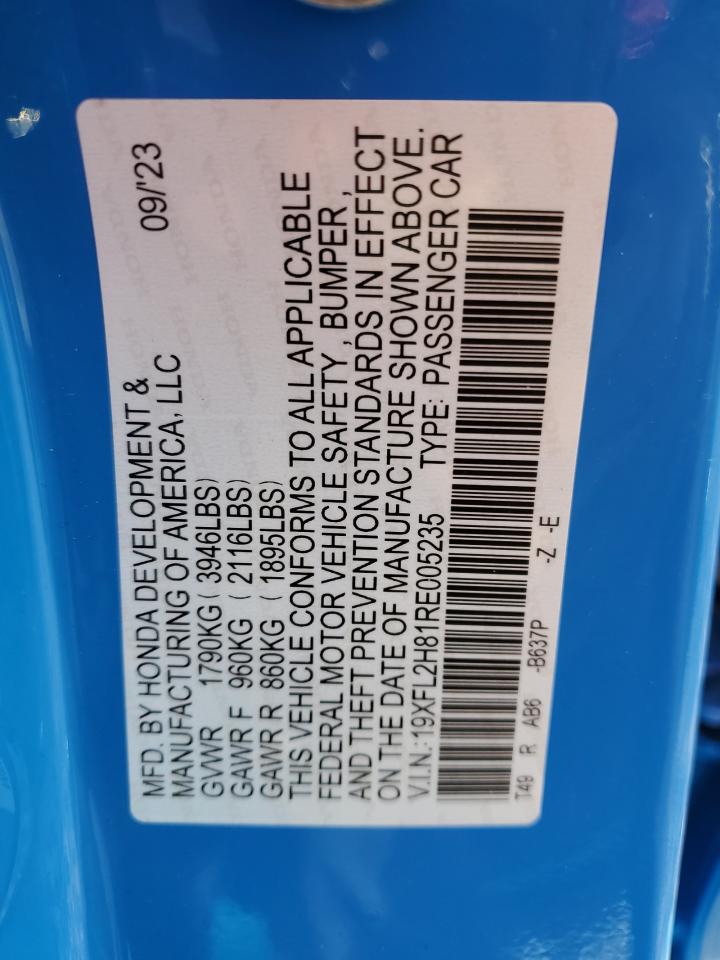 MFD. BY HONDA DEVELOPMENT & 09/'23
MANUFACTURING OF AMERICA, LLC
GVWR 1790KG ( 3946LBS)
GAWR F 960KG ( 2116LBS)
GAWR R 860KG ( 1895LBS)
THIS VEHICLE CONFORMS TO ALL APPLICABLE
FEDERAL MOTOR VEHICLE SAFETY , BUMPER ,
AND THEFT PREVENTION STANDARDS IN EFFECT
ON THE DATE OF MANUFACTURE SHOWN ABOVE.
V.I.N.:19XFL2H81RE005235 TYPE: PASSENGER CAR
T49 R AB6 -B637P -Z -E